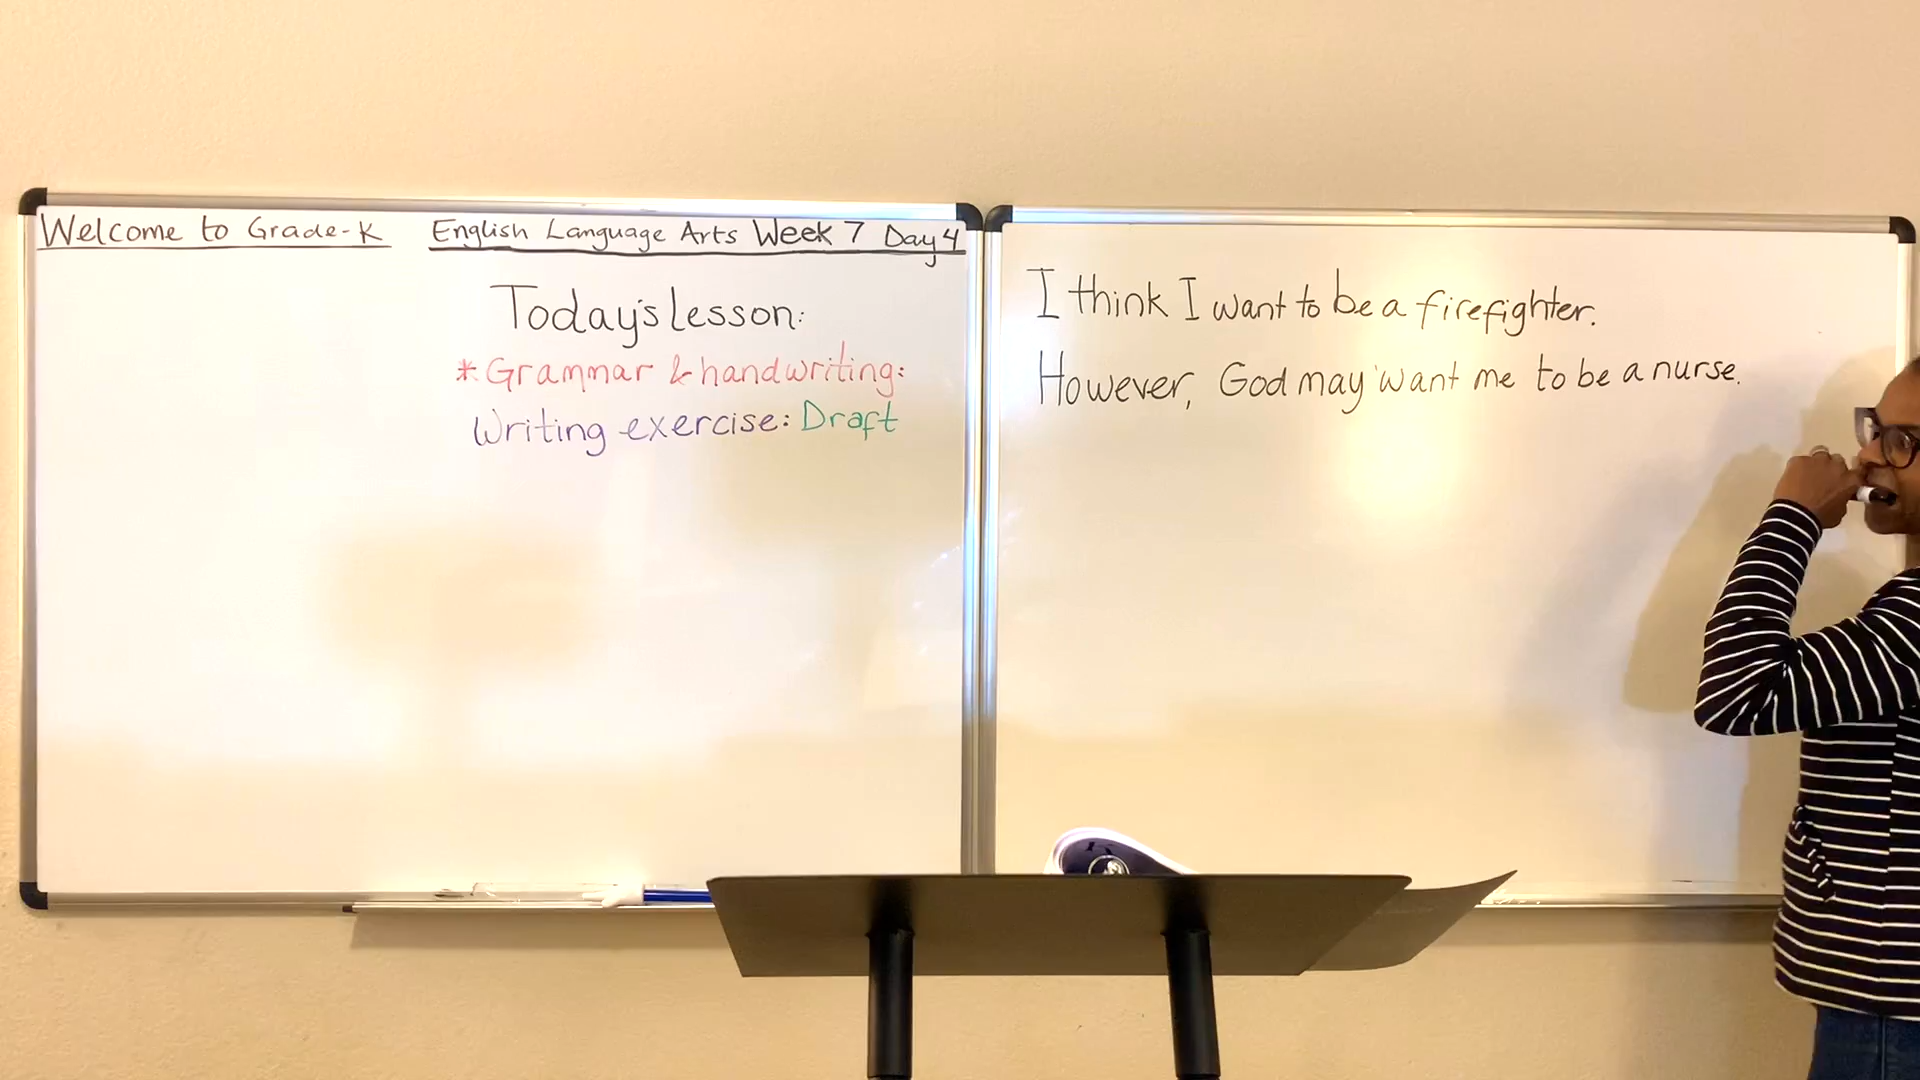 Welcome to Grade-K English Language Arts Week 7 Day 4
Today's lesson:
* Grammar & handwriting:
Writing exercise: Draft
I think I want to be a firefighter.
However, God may want me to be a nurse.